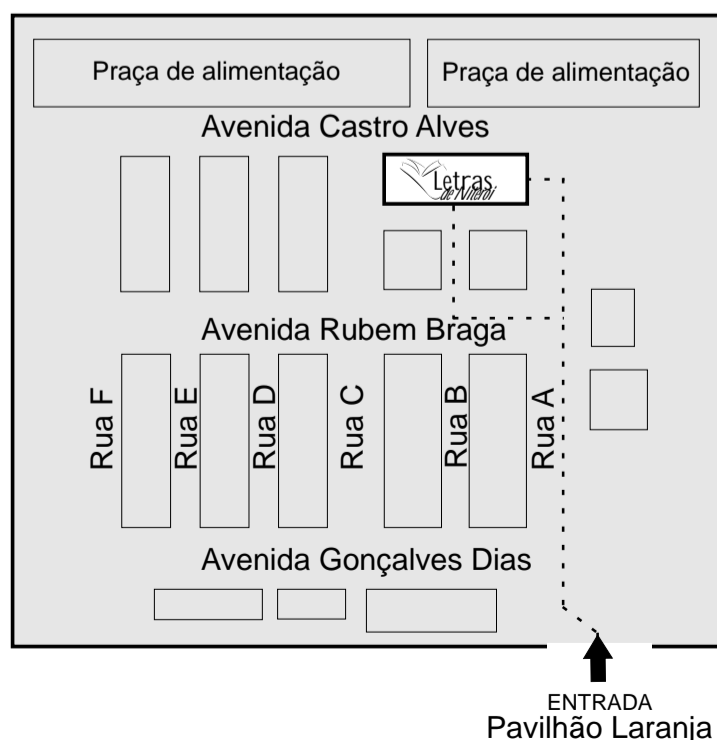 Praça de alimentação
Praça de alimentação
Avenida Castro Alves
Letras
de Niterói
Avenida Rubem Braga
Rua F
Rua E
Rua D
Rua C
Rua B
Rua A
Avenida Gonçalves Dias
ENTRADA
Pavilhão Laranja